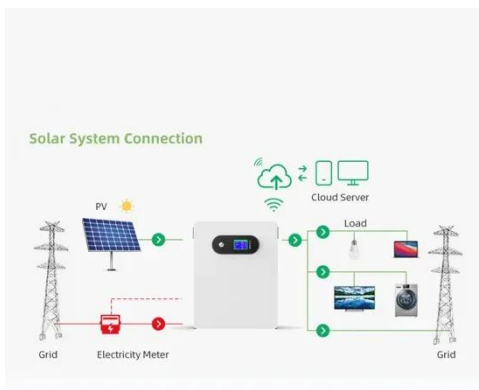 Solar System Connection
Cloud Server
PV
Load
Grid
Electricity Meter
Grid